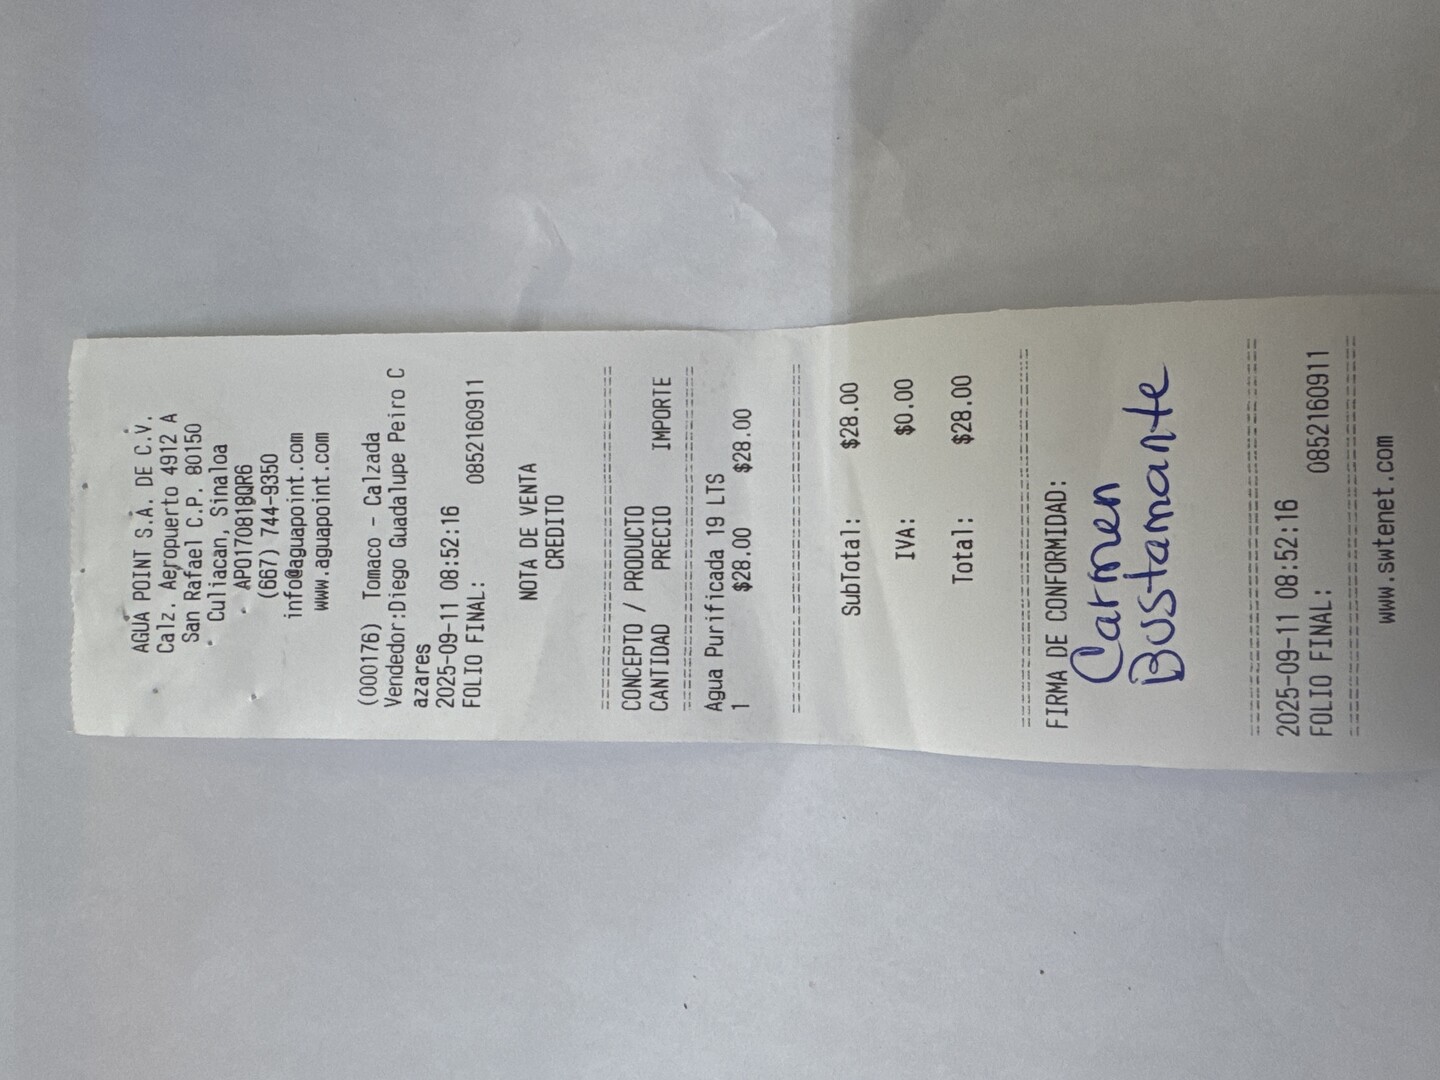 AGUA POINT S.A. DE C.V.
Calz. Aeropuerto 4912 A
San Rafael C.P. 80150
Culiacan, Sinaloa
APO170818QR6
(667) 744-9350
info@aguapoint.com
www.aguapoint.com
(000176) Tomaco - Calzada
Vendedor:Diego Guadalupe Peiro C
azares
2025-09-11 08:52:16
FOLIO FINAL: 0852160911
NOTA DE VENTA
CREDITO
================================
CONCEPTO / PRODUCTO
CANTIDAD PRECIO IMPORTE
================================
Agua Purificada 19 LTS
1 $28.00 $28.00
================================
SubTotal: $28.00
IVA: $0.00
Total: $28.00
================================
FIRMA DE CONFORMIDAD:
Carmen
Bustamante
================================
2025-09-11 08:52:16
FOLIO FINAL: 0852160911
================================
www.swtenet.com